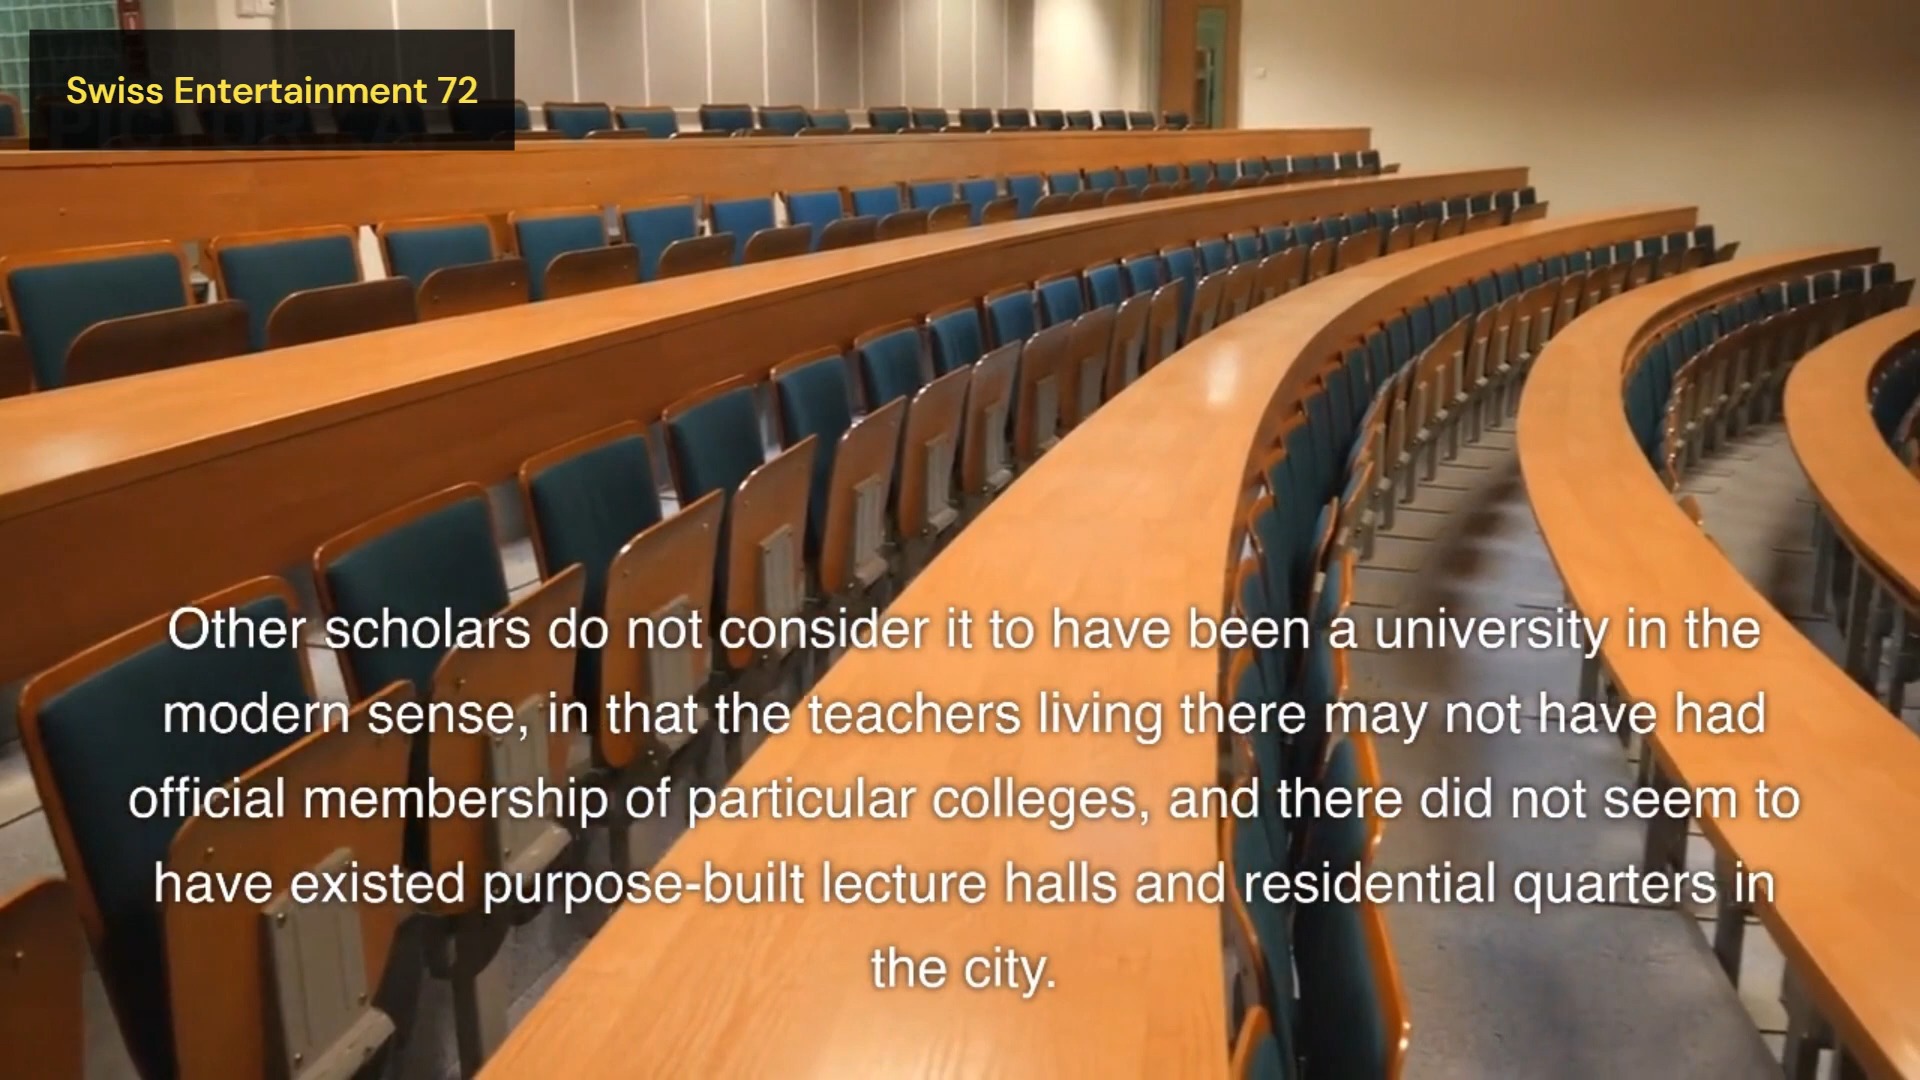 Swiss Entertainment 72
Other scholars do not consider it to have been a university in the
modern sense, in that the teachers living there may not have had
official membership of particular colleges, and there did not seem to
have existed purpose-built lecture halls and residential quarters in
the city.